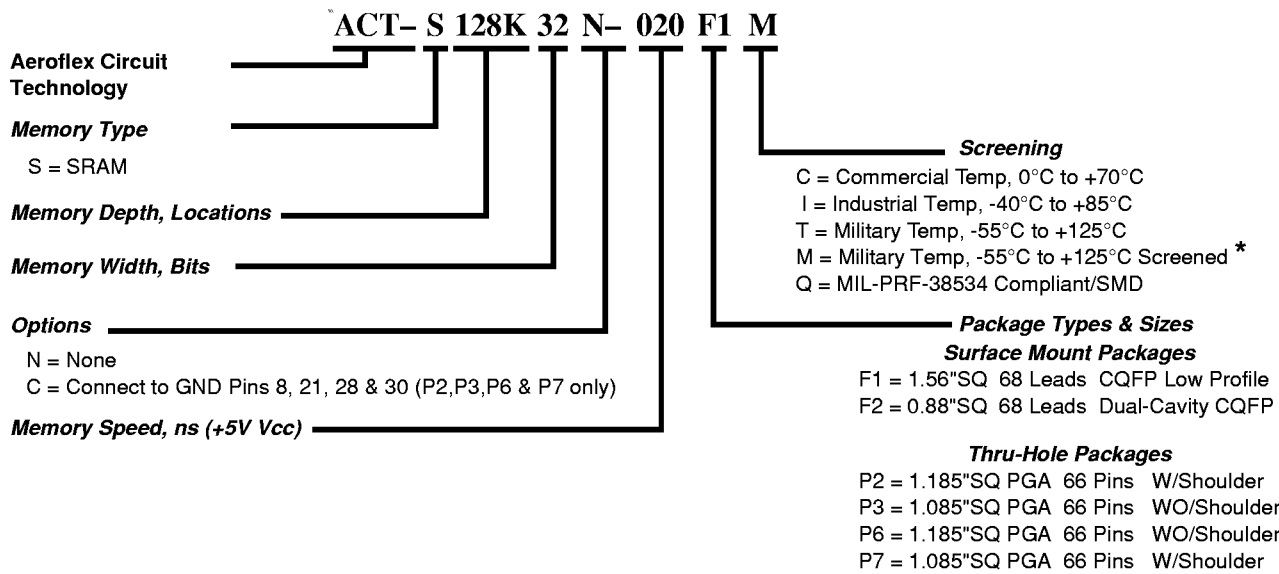 ACT– S 128K 32 N– 020 F1 M
Aeroflex Circuit
Technology
Memory Type
S = SRAM
Memory Depth, Locations
Memory Width, Bits
Options
N = None
C = Connect to GND Pins 8, 21, 28 & 30 (P2,P3,P6 & P7 only)
Memory Speed, ns (+5V Vcc)
Screening
C = Commercial Temp, 0°C to +70°C
I = Industrial Temp, -40°C to +85°C
T = Military Temp, -55°C to +125°C
M = Military Temp, -55°C to +125°C Screened *
Q = MIL-PRF-38534 Compliant/SMD
Package Types & Sizes
Surface Mount Packages
F1 = 1.56"SQ 68 Leads CQFP Low Profile
F2 = 0.88"SQ 68 Leads Dual-Cavity CQFP
Thru-Hole Packages
P2 = 1.185"SQ PGA 66 Pins W/Shoulder
P3 = 1.085"SQ PGA 66 Pins WO/Shoulder
P6 = 1.185"SQ PGA 66 Pins WO/Shoulder
P7 = 1.085"SQ PGA 66 Pins W/Shoulder